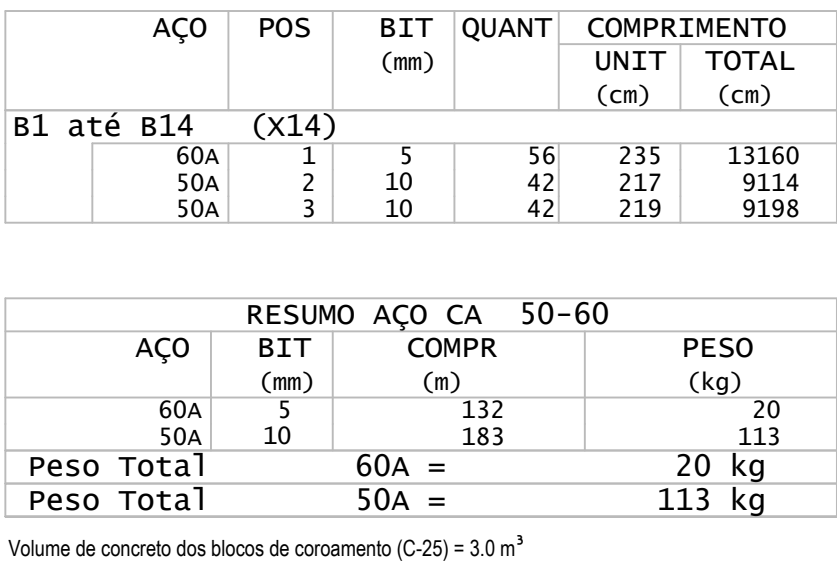 AÇO POS BIT QUANT COMPRIMENTO
(mm) UNIT TOTAL
(cm) (cm)
B1 até B14 (X14)
60A 1 5 56 235 13160
50A 2 10 42 217 9114
50A 3 10 42 219 9198
RESUMO AÇO CA 50-60
AÇO BIT COMPR PESO
(mm) (m) (kg)
60A 5 132 20
50A 10 183 113
Peso Total 60A = 20 kg
Peso Total 50A = 113 kg
Volume de concreto dos blocos de coroamento (C-25) = 3.0 m³